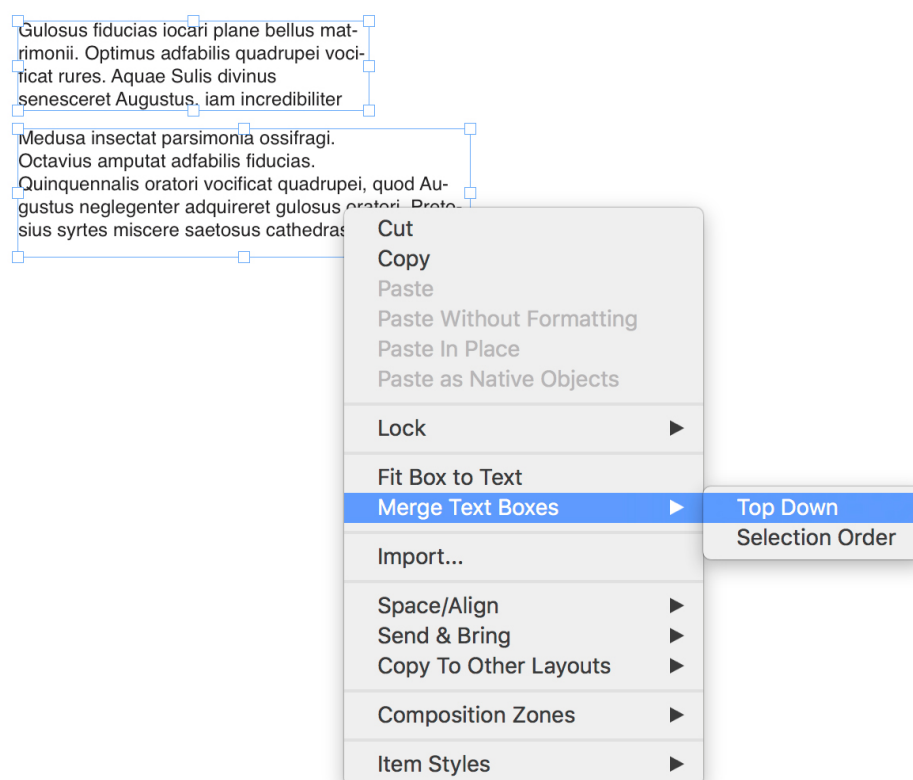 Gulosus fiducias iocari plane bellus mat-
rimonii. Optimus adfabilis quadrupei voci-
ficat rures. Aquae Sulis divinus
senesceret Augustus, iam incredibiliter
Medusa insectat parsimonia ossifragi.
Octavius amputat adfabilis fiducias.
Quinquennalis oratori vocificat quadrupei, quod Au-
gustus neglegenter adquireret gulosus oratori. Preto-
sius syrtes miscere saetosus cathedras
Cut
Copy
Paste
Paste Without Formatting
Paste In Place
Paste as Native Objects
Lock
Fit Box to Text
Merge Text Boxes
Top Down
Selection Order
Import...
Space/Align
Send & Bring
Copy To Other Layouts
Composition Zones
Item Styles